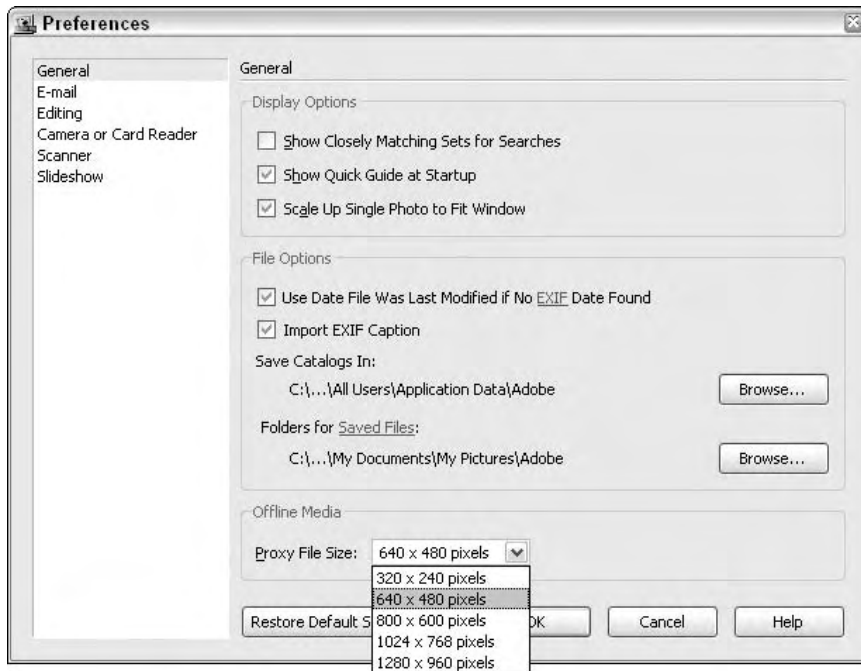 Preferences
General
E-mail
Editing
Camera or Card Reader
Scanner
Slideshow
General
Display Options
Show Closely Matching Sets for Searches
Show Quick Guide at Startup
Scale Up Single Photo to Fit Window
File Options
Use Date File Was Last Modified if No EXIF Date Found
Import EXIF Caption
Save Catalogs In:
C:\...\All Users\Application Data\Adobe
Browse...
Folders for Saved Files:
C:\...\My Documents\My Pictures\Adobe
Browse...
Offline Media
Proxy File Size: 640 x 480 pixels
320 x 240 pixels
640 x 480 pixels
800 x 600 pixels
1024 x 768 pixels
1280 x 960 pixels
Restore Default S
K
Cancel
Help